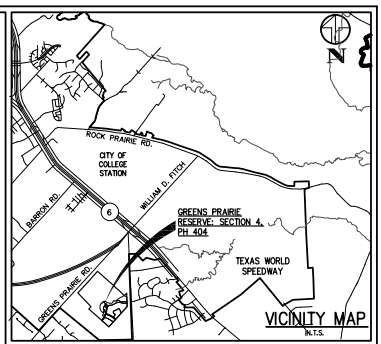 N
ROCK PRAIRIE RD.
CITY OF
COLLEGE
STATION
WILLIAM D. FITCH
BARRON RD.
6
GREENS PRAIRIE
RESERVE: SECTION 4,
PH 404
TEXAS WORLD
SPEEDWAY
GREENS PRAIRIE RD.
VICINITY MAP
N.T.S.